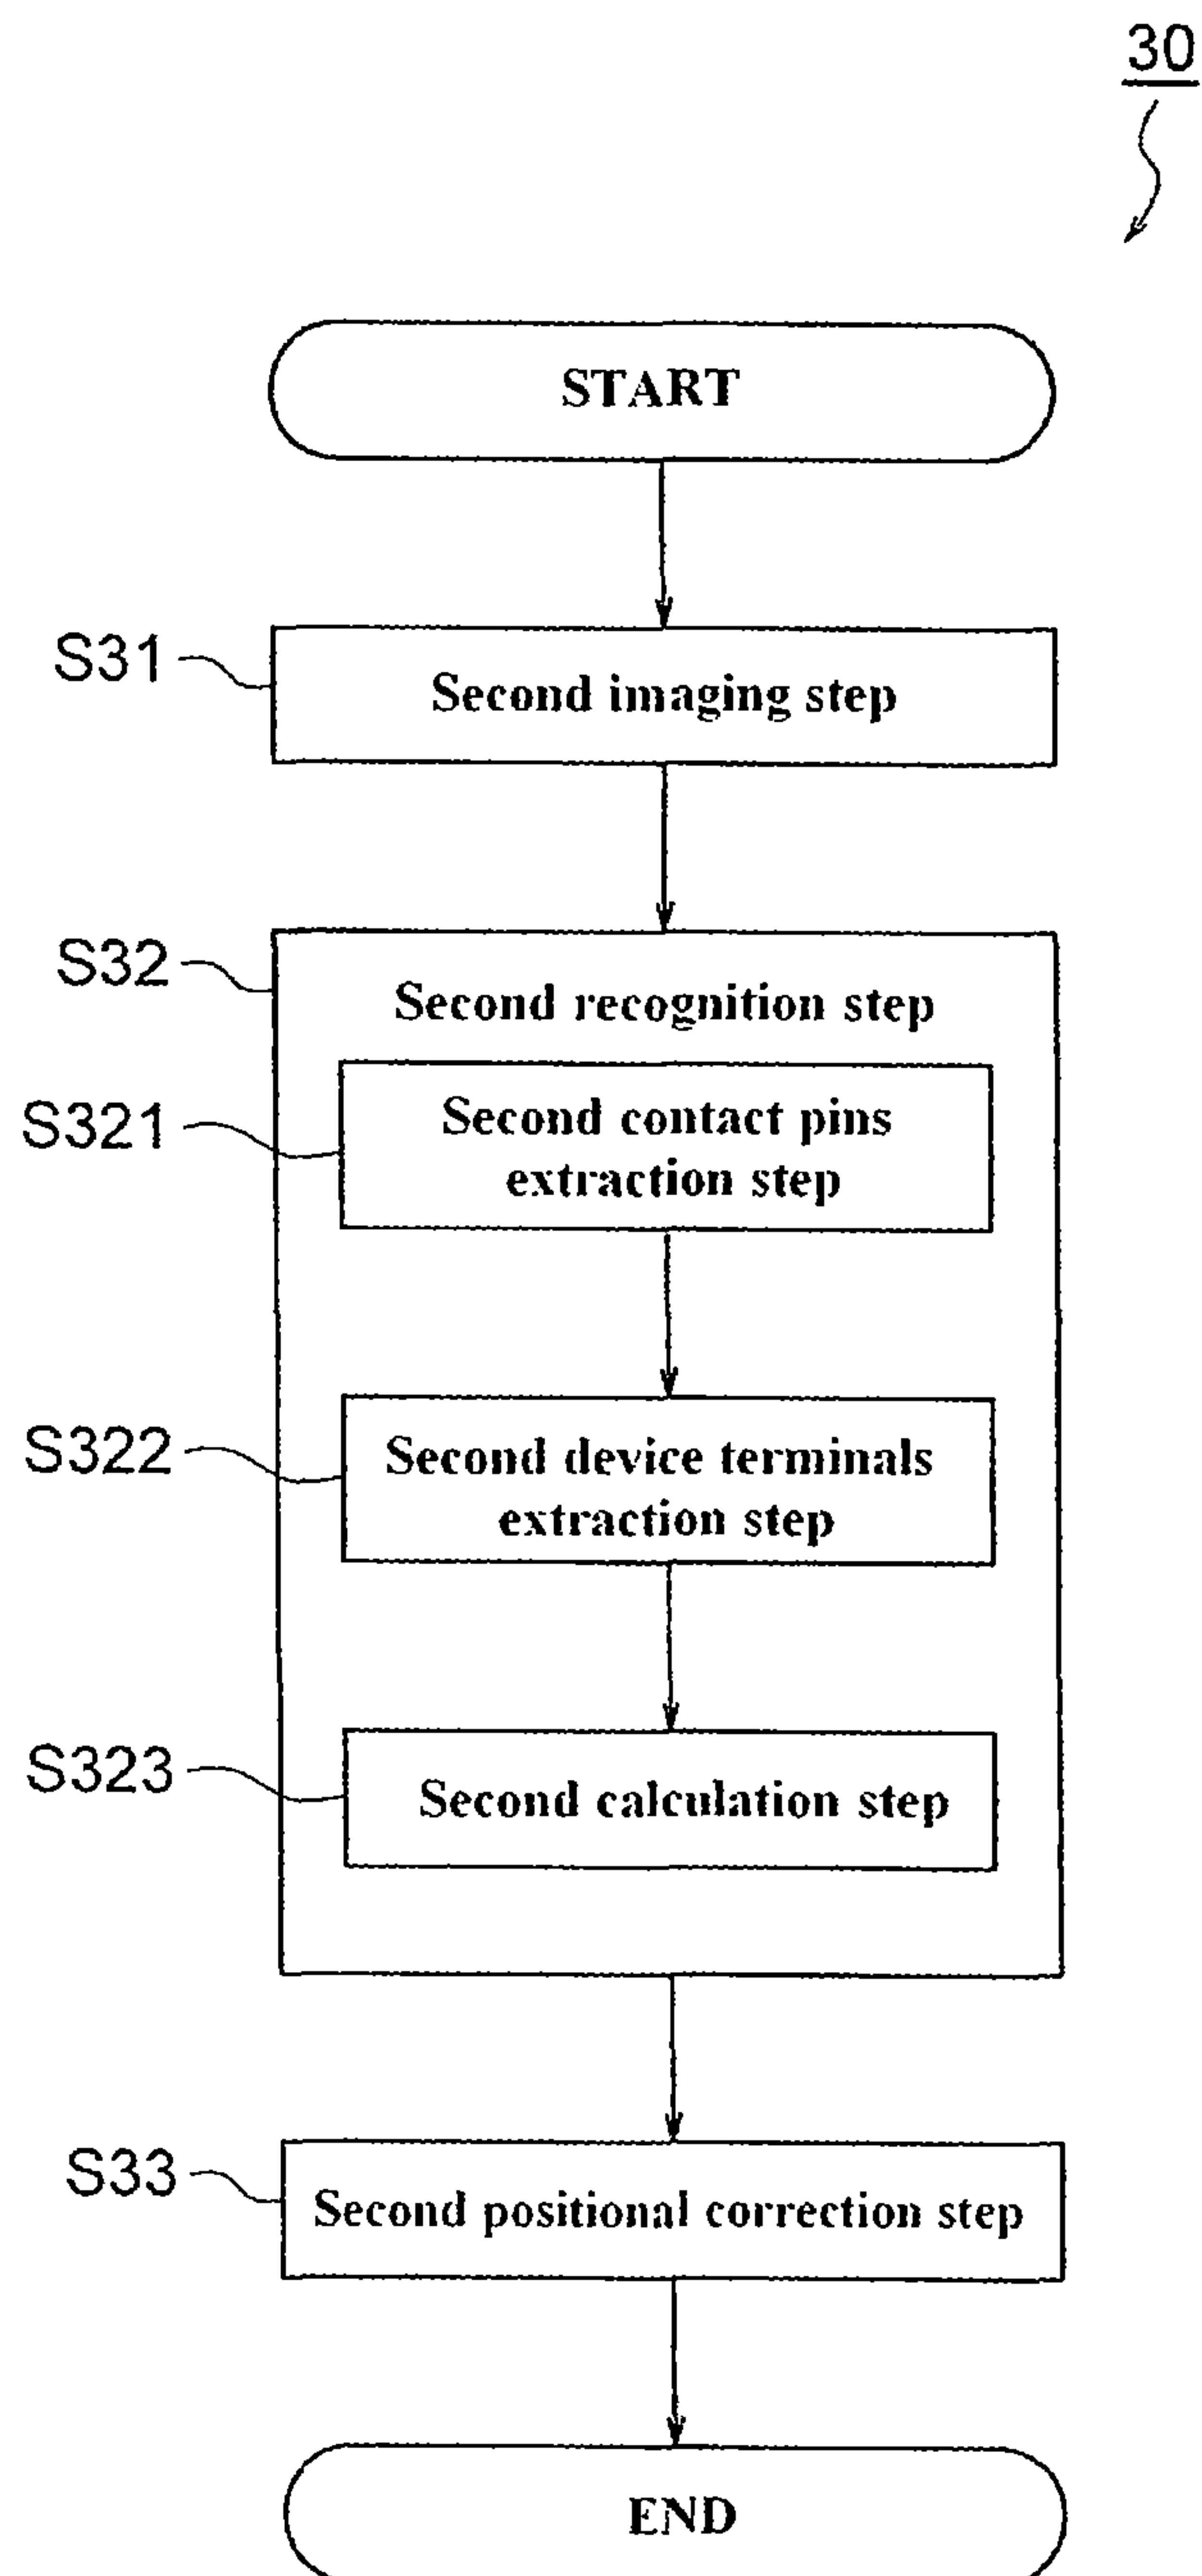 30
START
S31
Second imaging step
S32
Second recognition step
S321
Second contact pins
extraction step
S322
Second device terminals
extraction step
S323
Second calculation step
S33
Second positional correction step
END